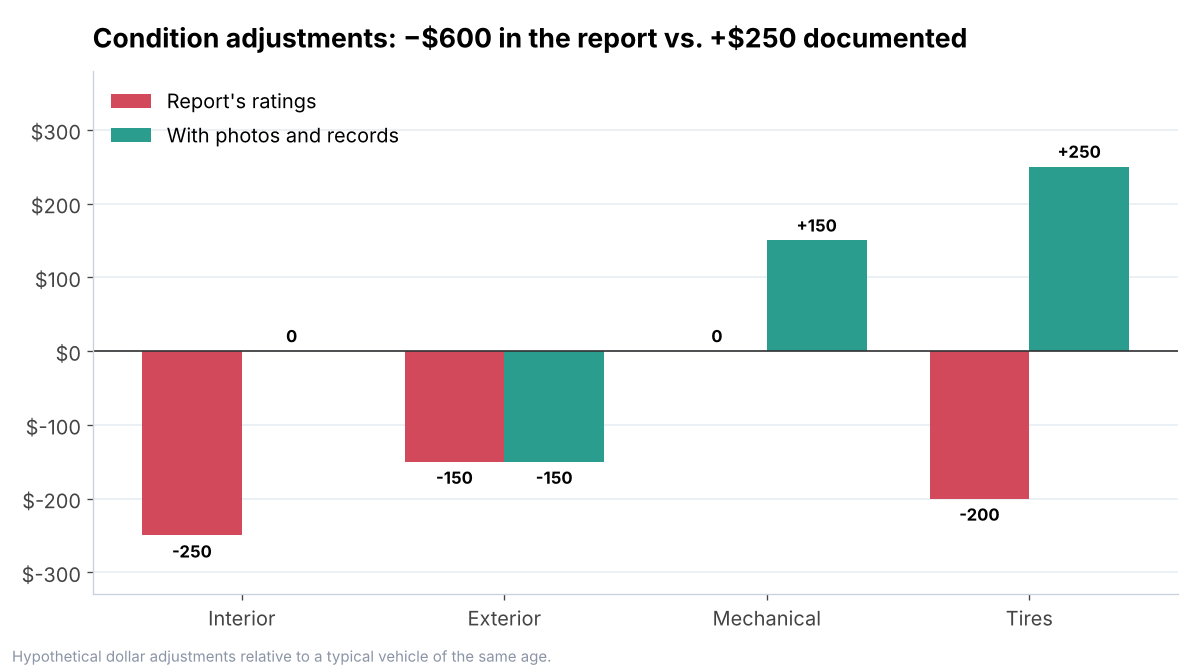 Condition adjustments: −$600 in the report vs. +$250 documented
Report's ratings
With photos and records
$300
$200
$100
$0
$-100
$-200
$-300
-250
0
-150
-150
0
+150
-200
+250
Interior
Exterior
Mechanical
Tires
Hypothetical dollar adjustments relative to a typical vehicle of the same age.